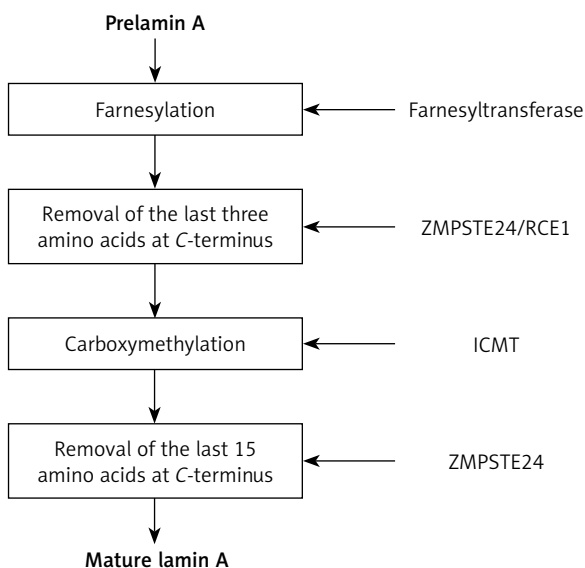 Prelamin A
Farnesylation
Farnesyltransferase
Removal of the last three
amino acids at C-terminus
ZMPSTE24/RCE1
Carboxymethylation
ICMT
Removal of the last 15
amino acids at C-terminus
ZMPSTE24
Mature lamin A